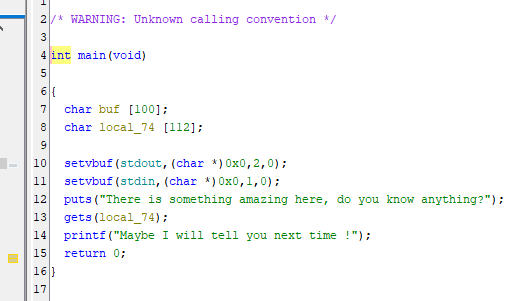 1
2 /* WARNING: Unknown calling convention */
3
4 int main(void)
5
6 {
7   char buf [100];
8   char local_74 [112];
9
10   setvbuf(stdout,(char *)0x0,2,0);
11   setvbuf(stdin,(char *)0x0,1,0);
12   puts("There is something amazing here, do you know anything?");
13   gets(local_74);
14   printf("Maybe I will tell you next time !");
15   return 0;
16 }
17